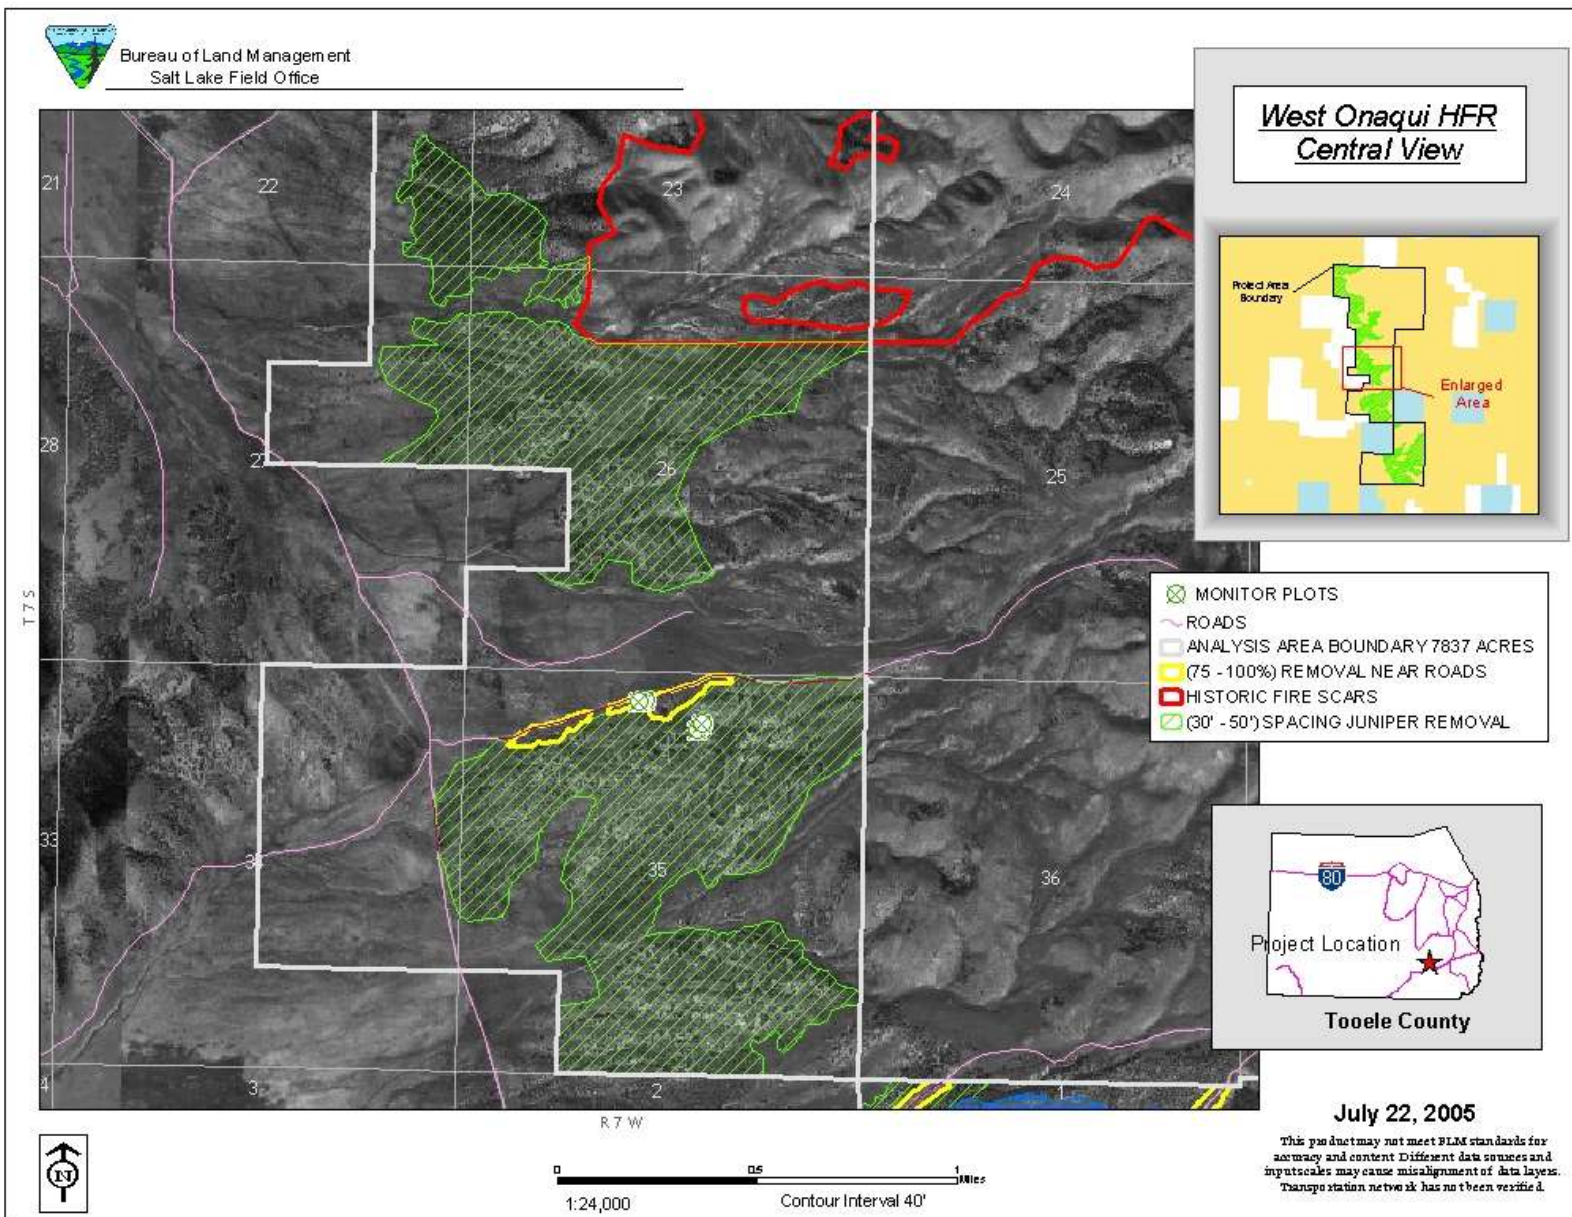 Bureau of Land Management
Salt Lake Field Office
West Onaqui HFR
Central View
21
22
23
24
28
27
26
25
33
35
36
4
3
2
1
T 7 S
R 7 W
Project Area
Boundary
Enlarged
Area
MONITOR PLOTS
ROADS
ANALYSIS AREA BOUNDARY 7837 ACRES
(75 - 100%) REMOVAL NEAR ROADS
HISTORIC FIRE SCARS
(30' - 50') SPACING JUNIPER REMOVAL
80
Project Location
Tooele County
July 22, 2005
This product may not meet BLM standards for
accuracy and content. Different data sources and
input scales may cause misalignment of data layers.
Transportation network has not been verified.
N
0 0.5 1
Miles
1:24,000 Contour Interval 40'